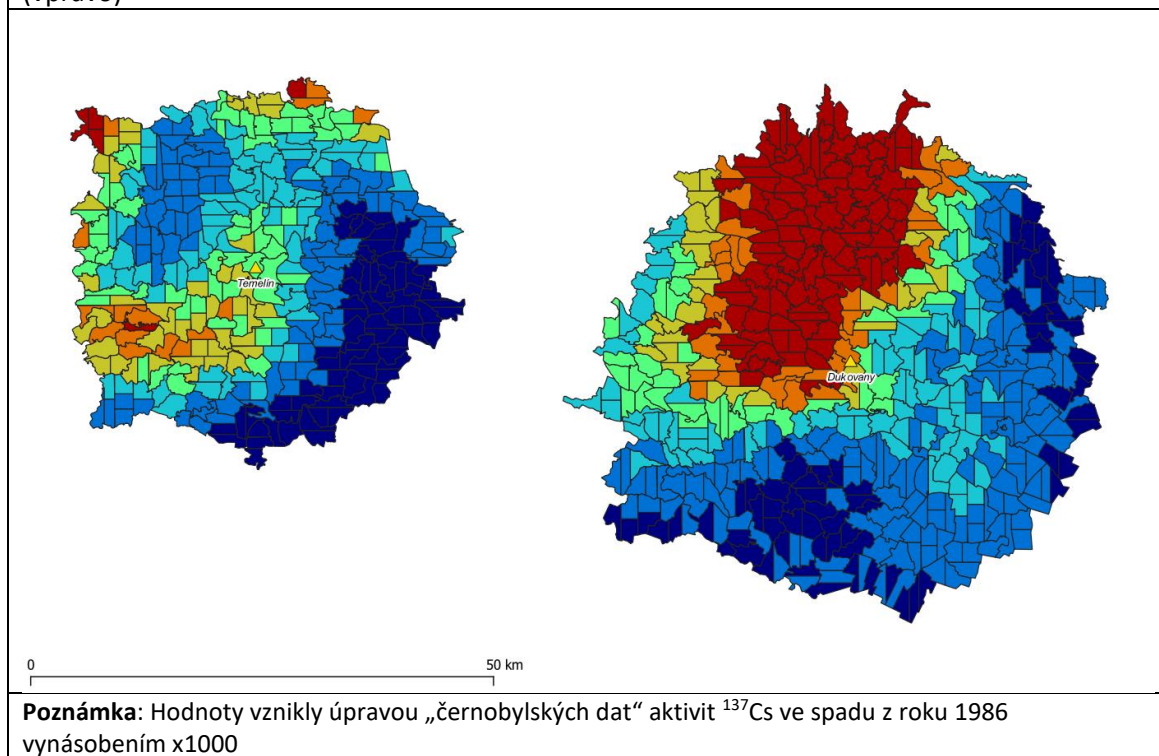 (vpravo)
Temelín
Dukovany
0 50 km
Poznámka: Hodnoty vznikly úpravou „černobylských dat“ aktivit ¹³⁷Cs ve spadu z roku 1986
vynásobením x1000